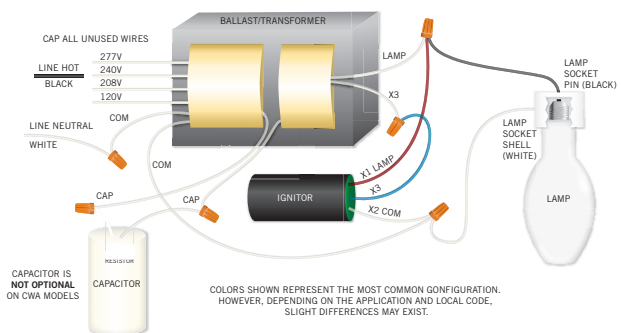 BALLAST/TRANSFORMER
CAP ALL UNUSED WIRES
277V
LINE HOT
240V
BLACK
208V
120V
COM
LINE NEUTRAL
WHITE
COM
LAMP
X3
LAMP
SOCKET
PIN (BLACK)
LAMP
SOCKET
SHELL
(WHITE)
LAMP
X1 LAMP
X3
X2 COM
IGNITOR
CAP
CAP
RESISTOR
CAPACITOR
CAPACITOR IS
NOT OPTIONAL
ON CWA MODELS
COLORS SHOWN REPRESENT THE MOST COMMON GONFIGURATION.
HOWEVER, DEPENDING ON THE APPLICATION AND LOCAL CODE,
SLIGHT DIFFERENCES MAY EXIST.